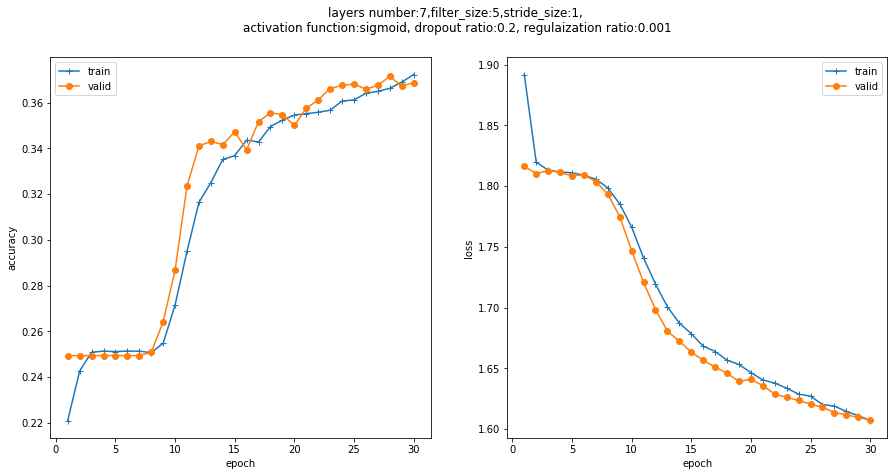 layers number:7,filter_size:5,stride_size:1,
activation function:sigmoid, dropout ratio:0.2, regulaization ratio:0.001
train
valid
0.36
0.34
0.32
0.30
0.28
0.26
0.24
0.22
accuracy
0
5
10
15
20
25
30
epoch
train
valid
1.90
1.85
1.80
1.75
1.70
1.65
1.60
loss
0
5
10
15
20
25
30
epoch